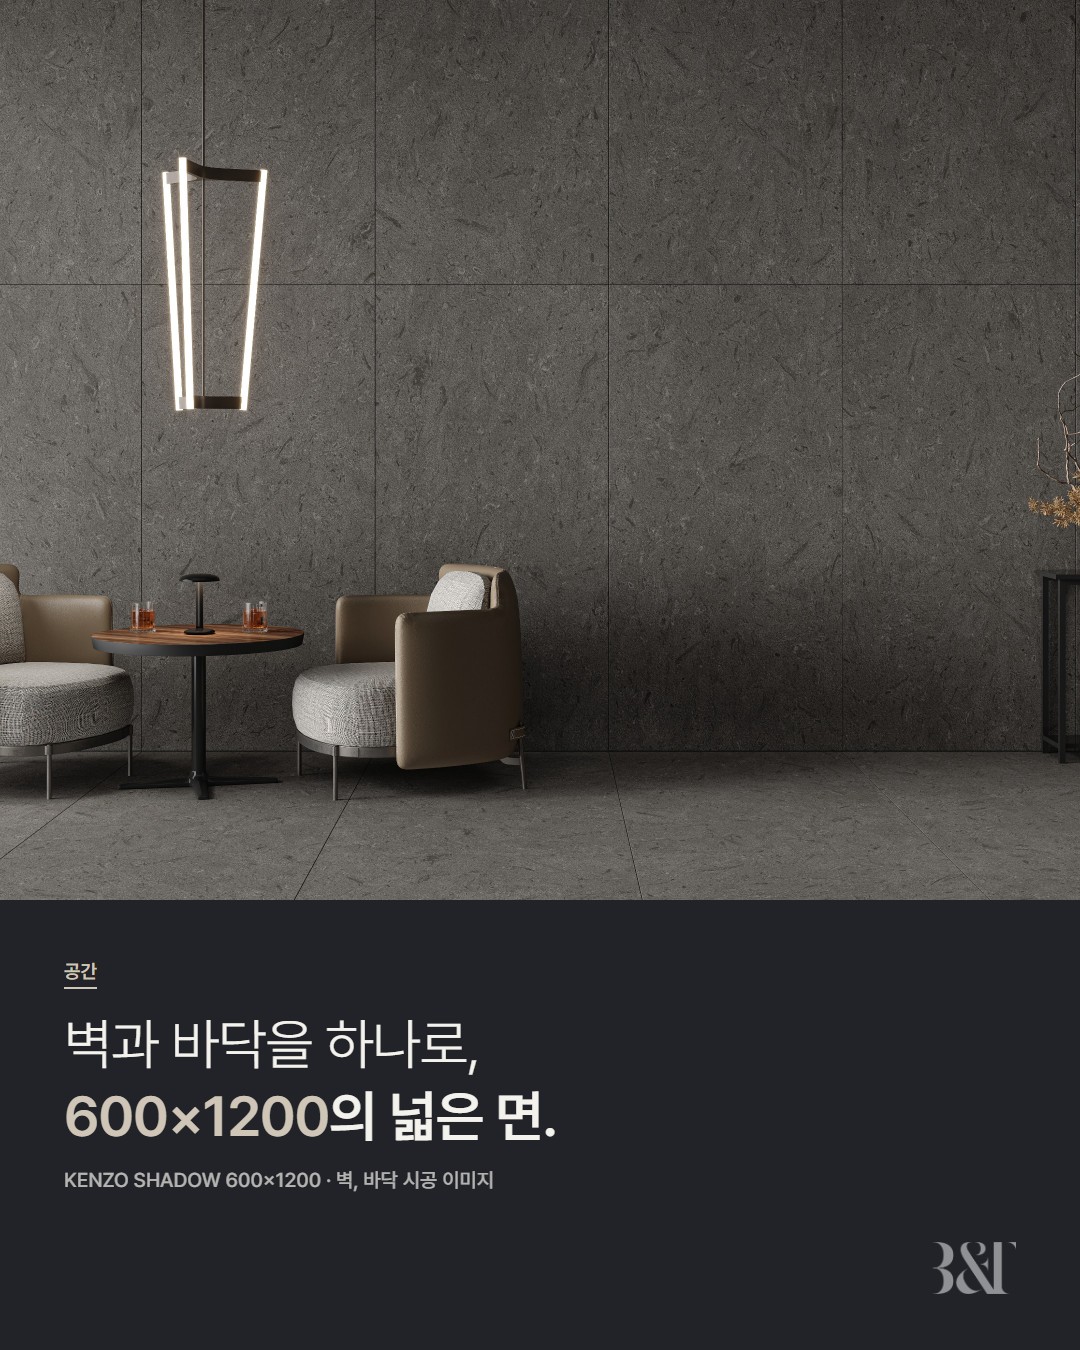 공간
벽과 바닥을 하나로,
600×1200의 넓은 면.
KENZO SHADOW 600×1200 · 벽, 바닥 시공 이미지
B&T